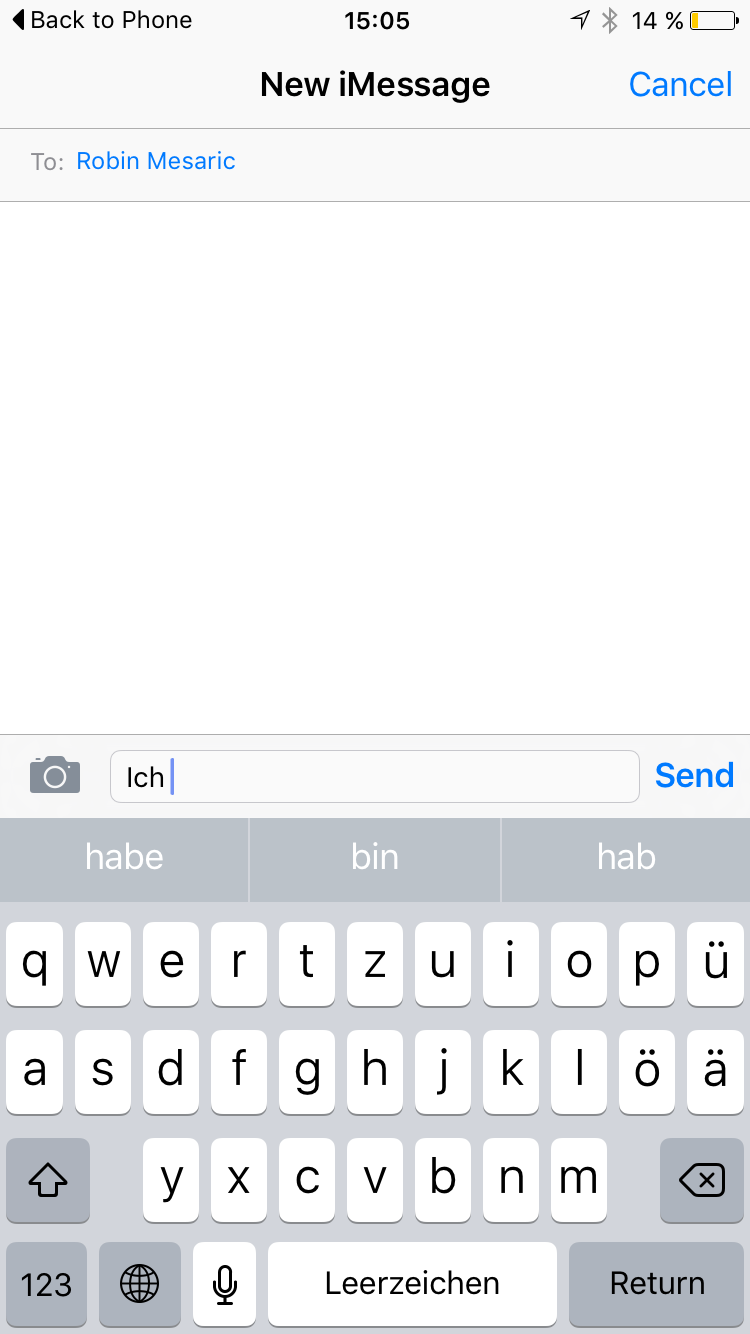 Back to Phone 15:05 14 %
New iMessage Cancel
To: Robin Mesaric
Ich Send
habe bin hab
q w e r t z u i o p ü
a s d f g h j k l ö ä
y x c v b n m
123 Leerzeichen Return